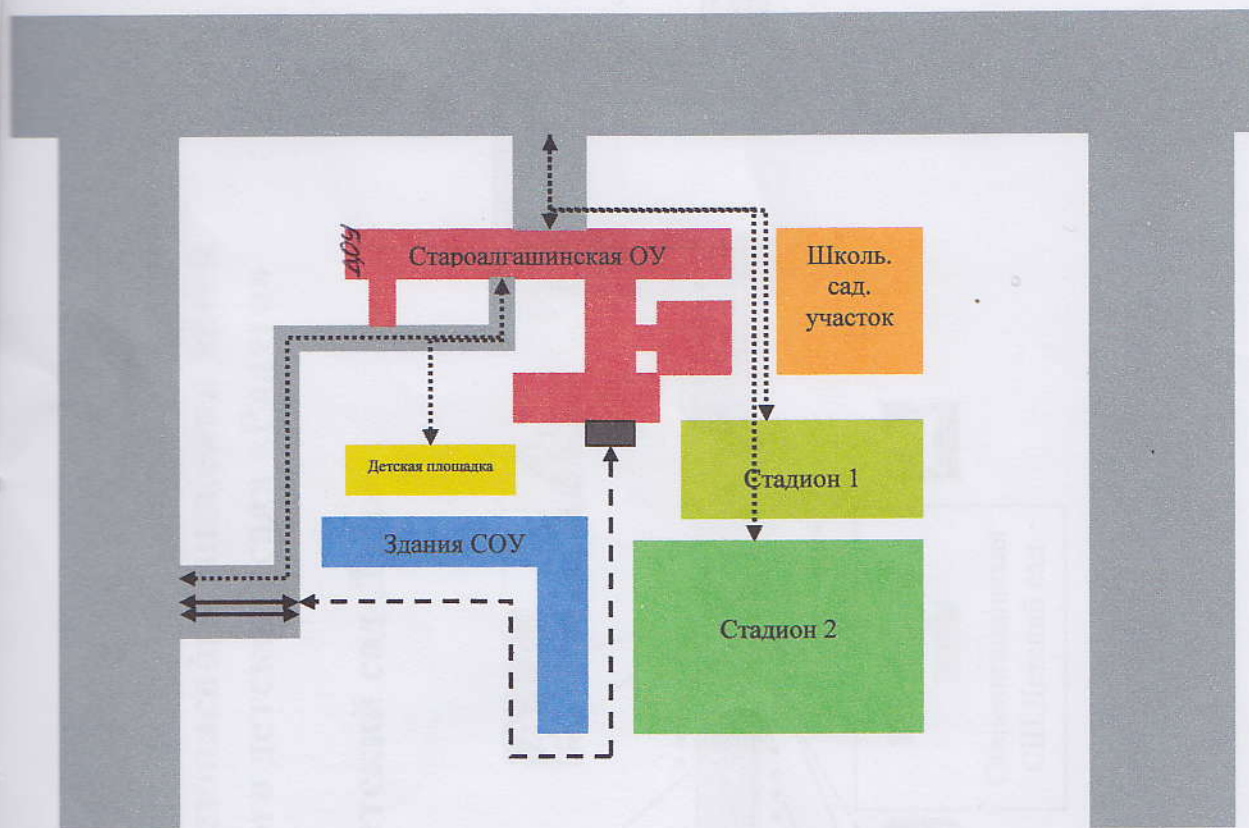 Староалгашинская ОУ
Школь.
сад.
участок
Детская площадка
Стадион 1
Здания СОУ
Стадион 2